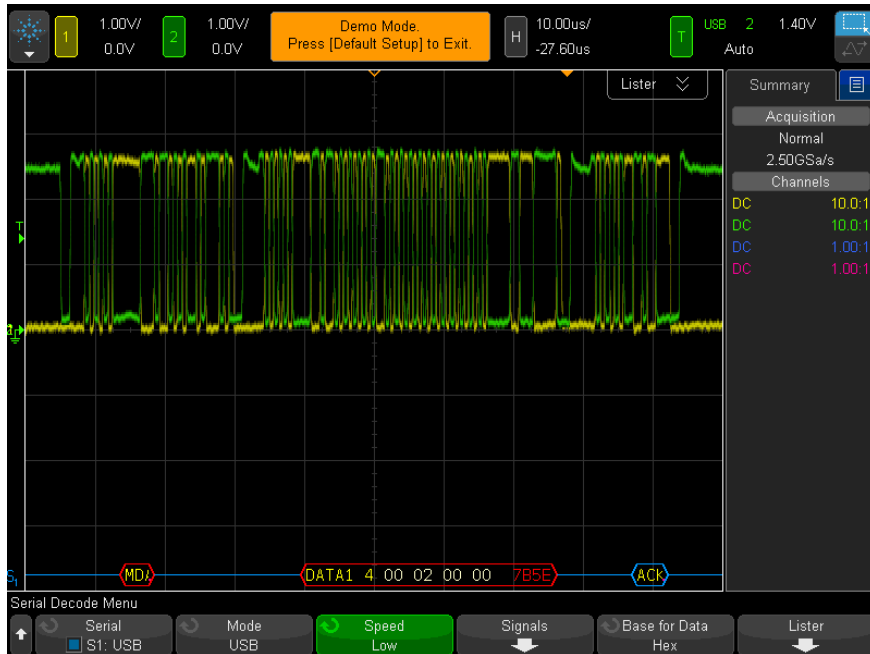 1 1.00V/ 2 1.00V/ Demo Mode. H 10.00us/ T USB 2 1.40V
0.0V 0.0V Press [Default Setup] to Exit. -27.60us Auto
Lister
Summary
Acquisition
Normal
2.50GSa/s
Channels
DC 10.0:1
DC 10.0:1
DC 1.00:1
DC 1.00:1
T
S1 MDA DATA1 4 00 02 00 00 7B5E ACK
Serial Decode Menu
Serial Mode Speed Signals Base for Data Lister
S1: USB USB Low Hex